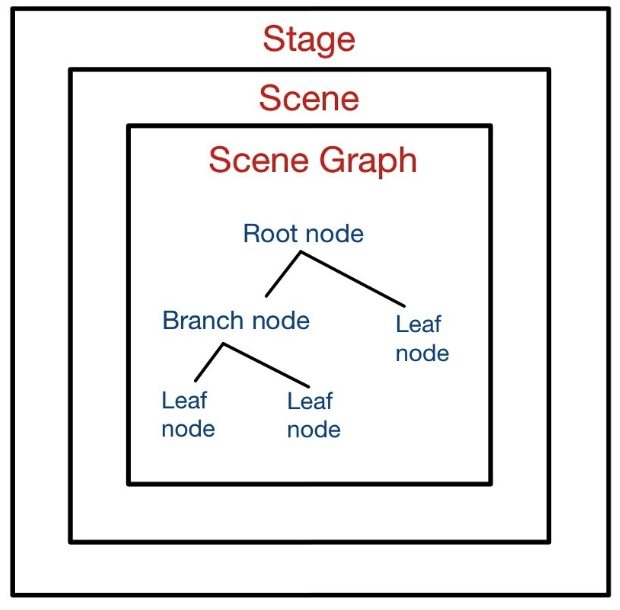 Stage
Scene
Scene Graph
Root node
Branch node
Leaf
node
Leaf
node
Leaf
node